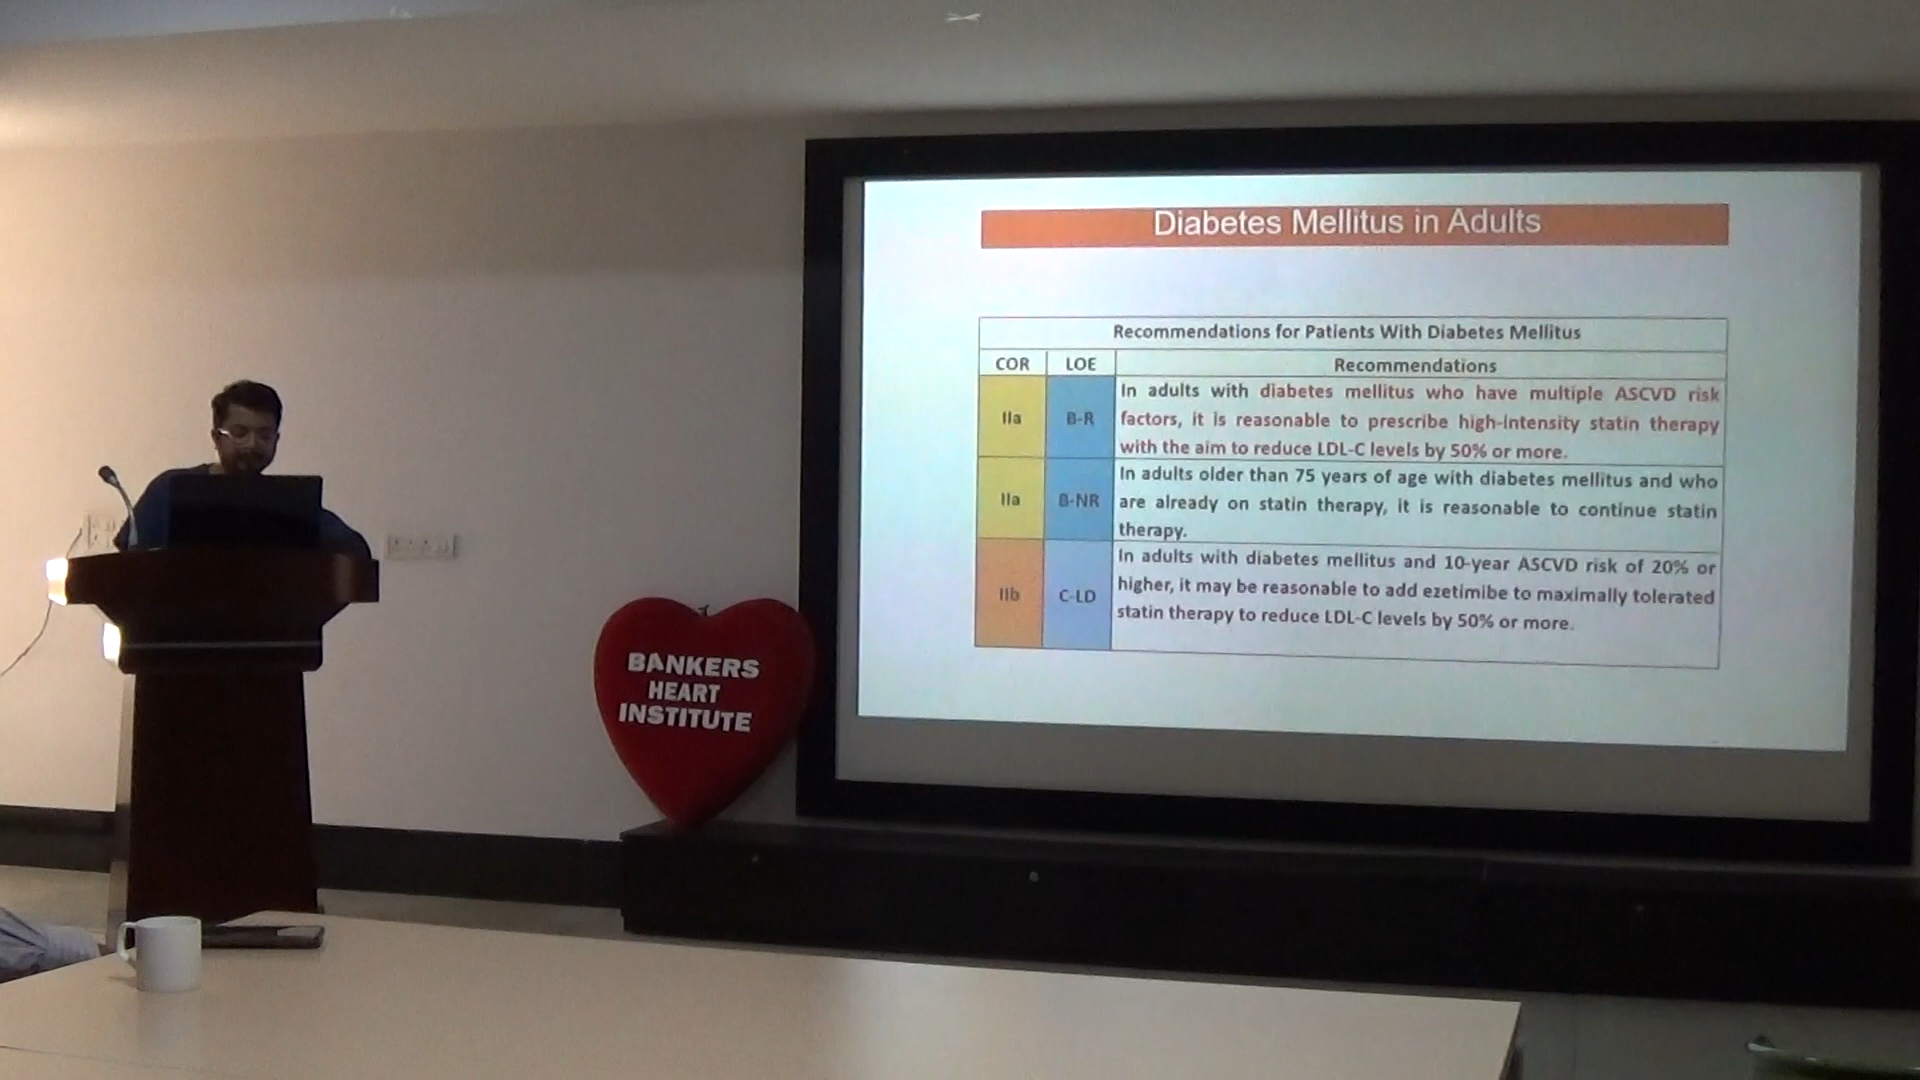 Diabetes Mellitus in Adults
Recommendations for Patients With Diabetes Mellitus
COR LOE Recommendations
IIa B-R In adults with diabetes mellitus who have multiple ASCVD risk
factors, it is reasonable to prescribe high-intensity statin therapy
with the aim to reduce LDL-C levels by 50% or more.
IIa B-NR In adults older than 75 years of age with diabetes mellitus and who
are already on statin therapy, it is reasonable to continue statin
therapy.
IIb C-LD In adults with diabetes mellitus and 10-year ASCVD risk of 20% or
higher, it may be reasonable to add ezetimibe to maximally tolerated
statin therapy to reduce LDL-C levels by 50% or more.
BANKERS
HEART
INSTITUTE